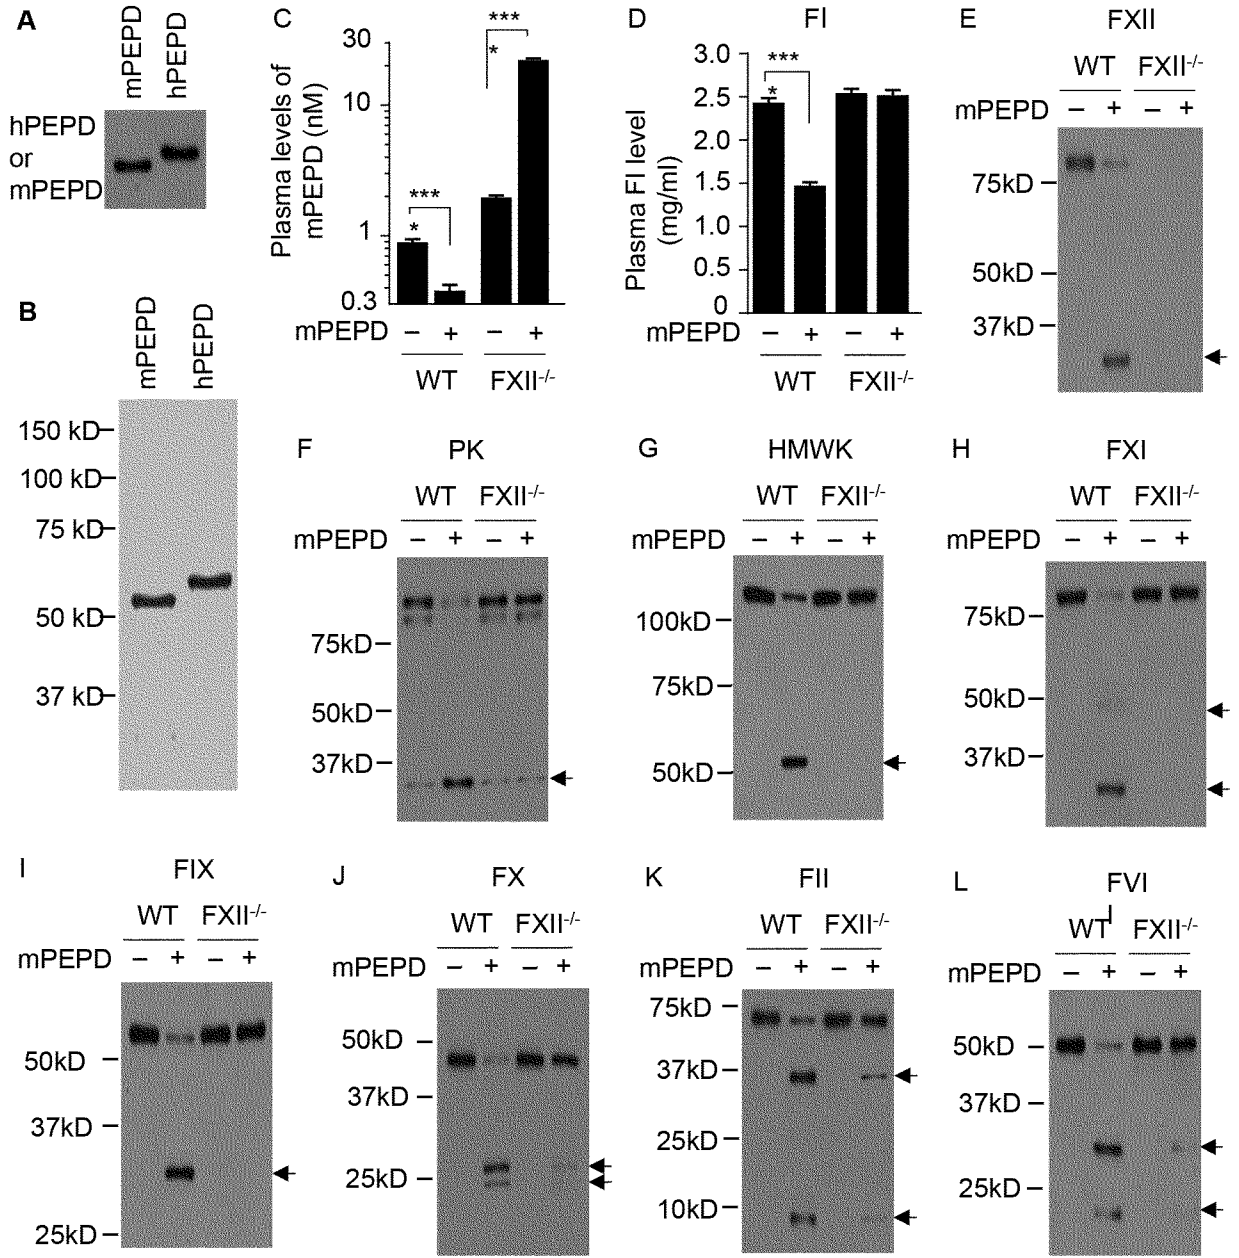 A
mPEPD
hPEPD
hPEPD
or
mPEPD
B
mPEPD
hPEPD
150 kD
100 kD
75 kD
50 kD
37 kD
C
Plasma levels of
mPEPD (nM)
30
10
1
0.3
***
*
***
*
mPEPD – + – +
WT FXII-/-
D FI
Plasma FI level
(mg/ml)
3.0
2.5
2.0
1.5
1.0
0.5
0
***
*
mPEPD – + – +
WT FXII-/-
E FXII
WT FXII-/-
mPEPD – + – +
75kD
50kD
37kD
F PK
WT FXII-/-
mPEPD – + – +
75kD
50kD
37kD
G HMWK
WT FXII-/-
mPEPD – + – +
100kD
75kD
50kD
H FXI
WT FXII-/-
mPEPD – + – +
75kD
50kD
37kD
I FIX
WT FXII-/-
mPEPD – + – +
50kD
37kD
25kD
J FX
WT FXII-/-
mPEPD – + – +
50kD
37kD
25kD
K FII
WT FXII-/-
mPEPD – + – +
75kD
37kD
25kD
10kD
L FVI
I
WT FXII-/-
mPEPD – + – +
50kD
37kD
25kD